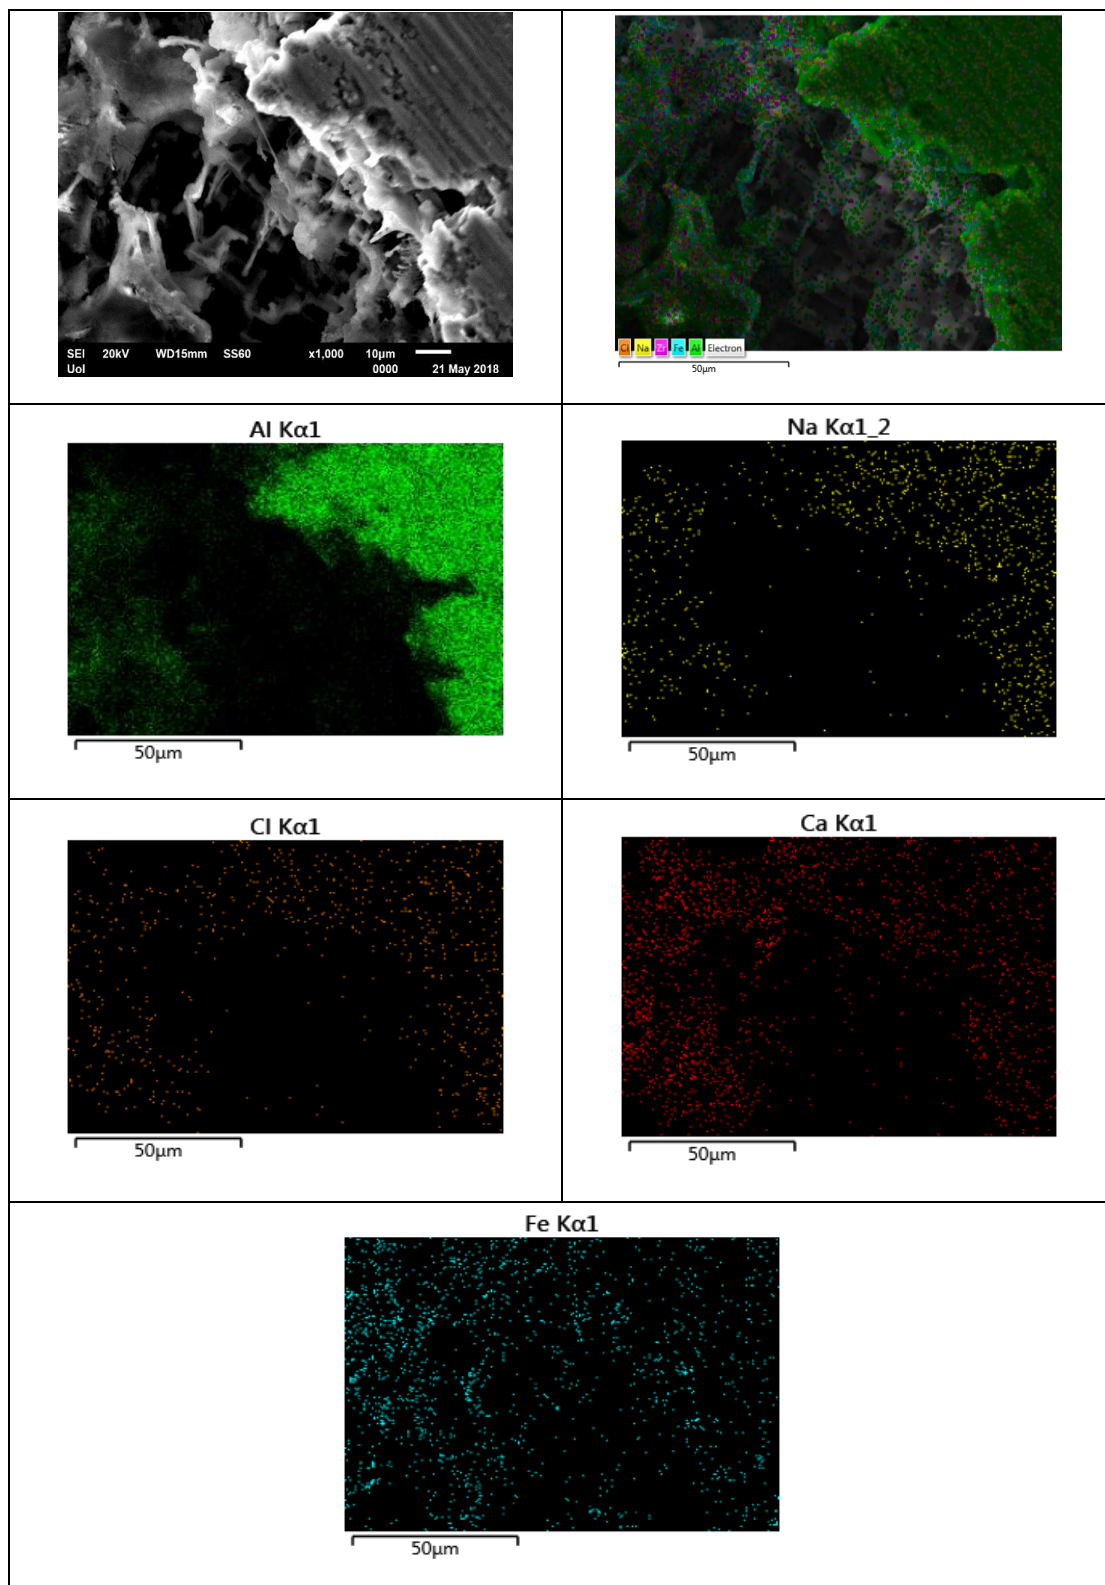 SEI 20kV WD15mm SS60 x1,000 10µm
UoI 0000 21 May 2018
Cl Na Zr Fe Al Electron
50µm
Al Kα1
50µm
Na Kα1_2
50µm
Cl Kα1
50µm
Ca Kα1
50µm
Fe Kα1
50µm